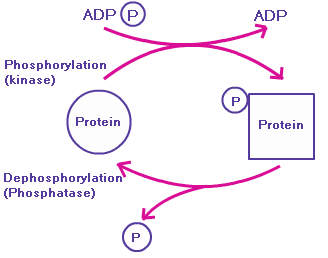 ADP P ADP
Phosphorylation
(kinase)
P
Protein Protein
Dephosphorylation
(Phosphatase)
P